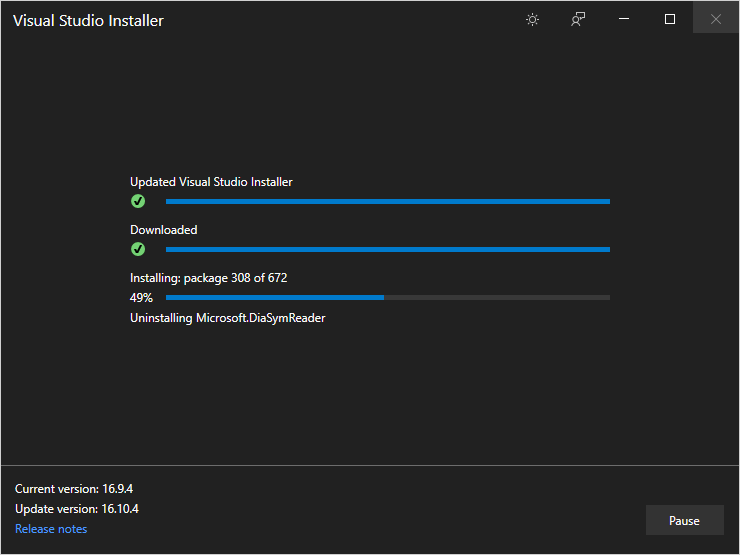 Visual Studio Installer
Updated Visual Studio Installer
Downloaded
Installing: package 308 of 672
49%
Uninstalling Microsoft.DiaSymReader
Current version: 16.9.4
Update version: 16.10.4
Release notes
Pause